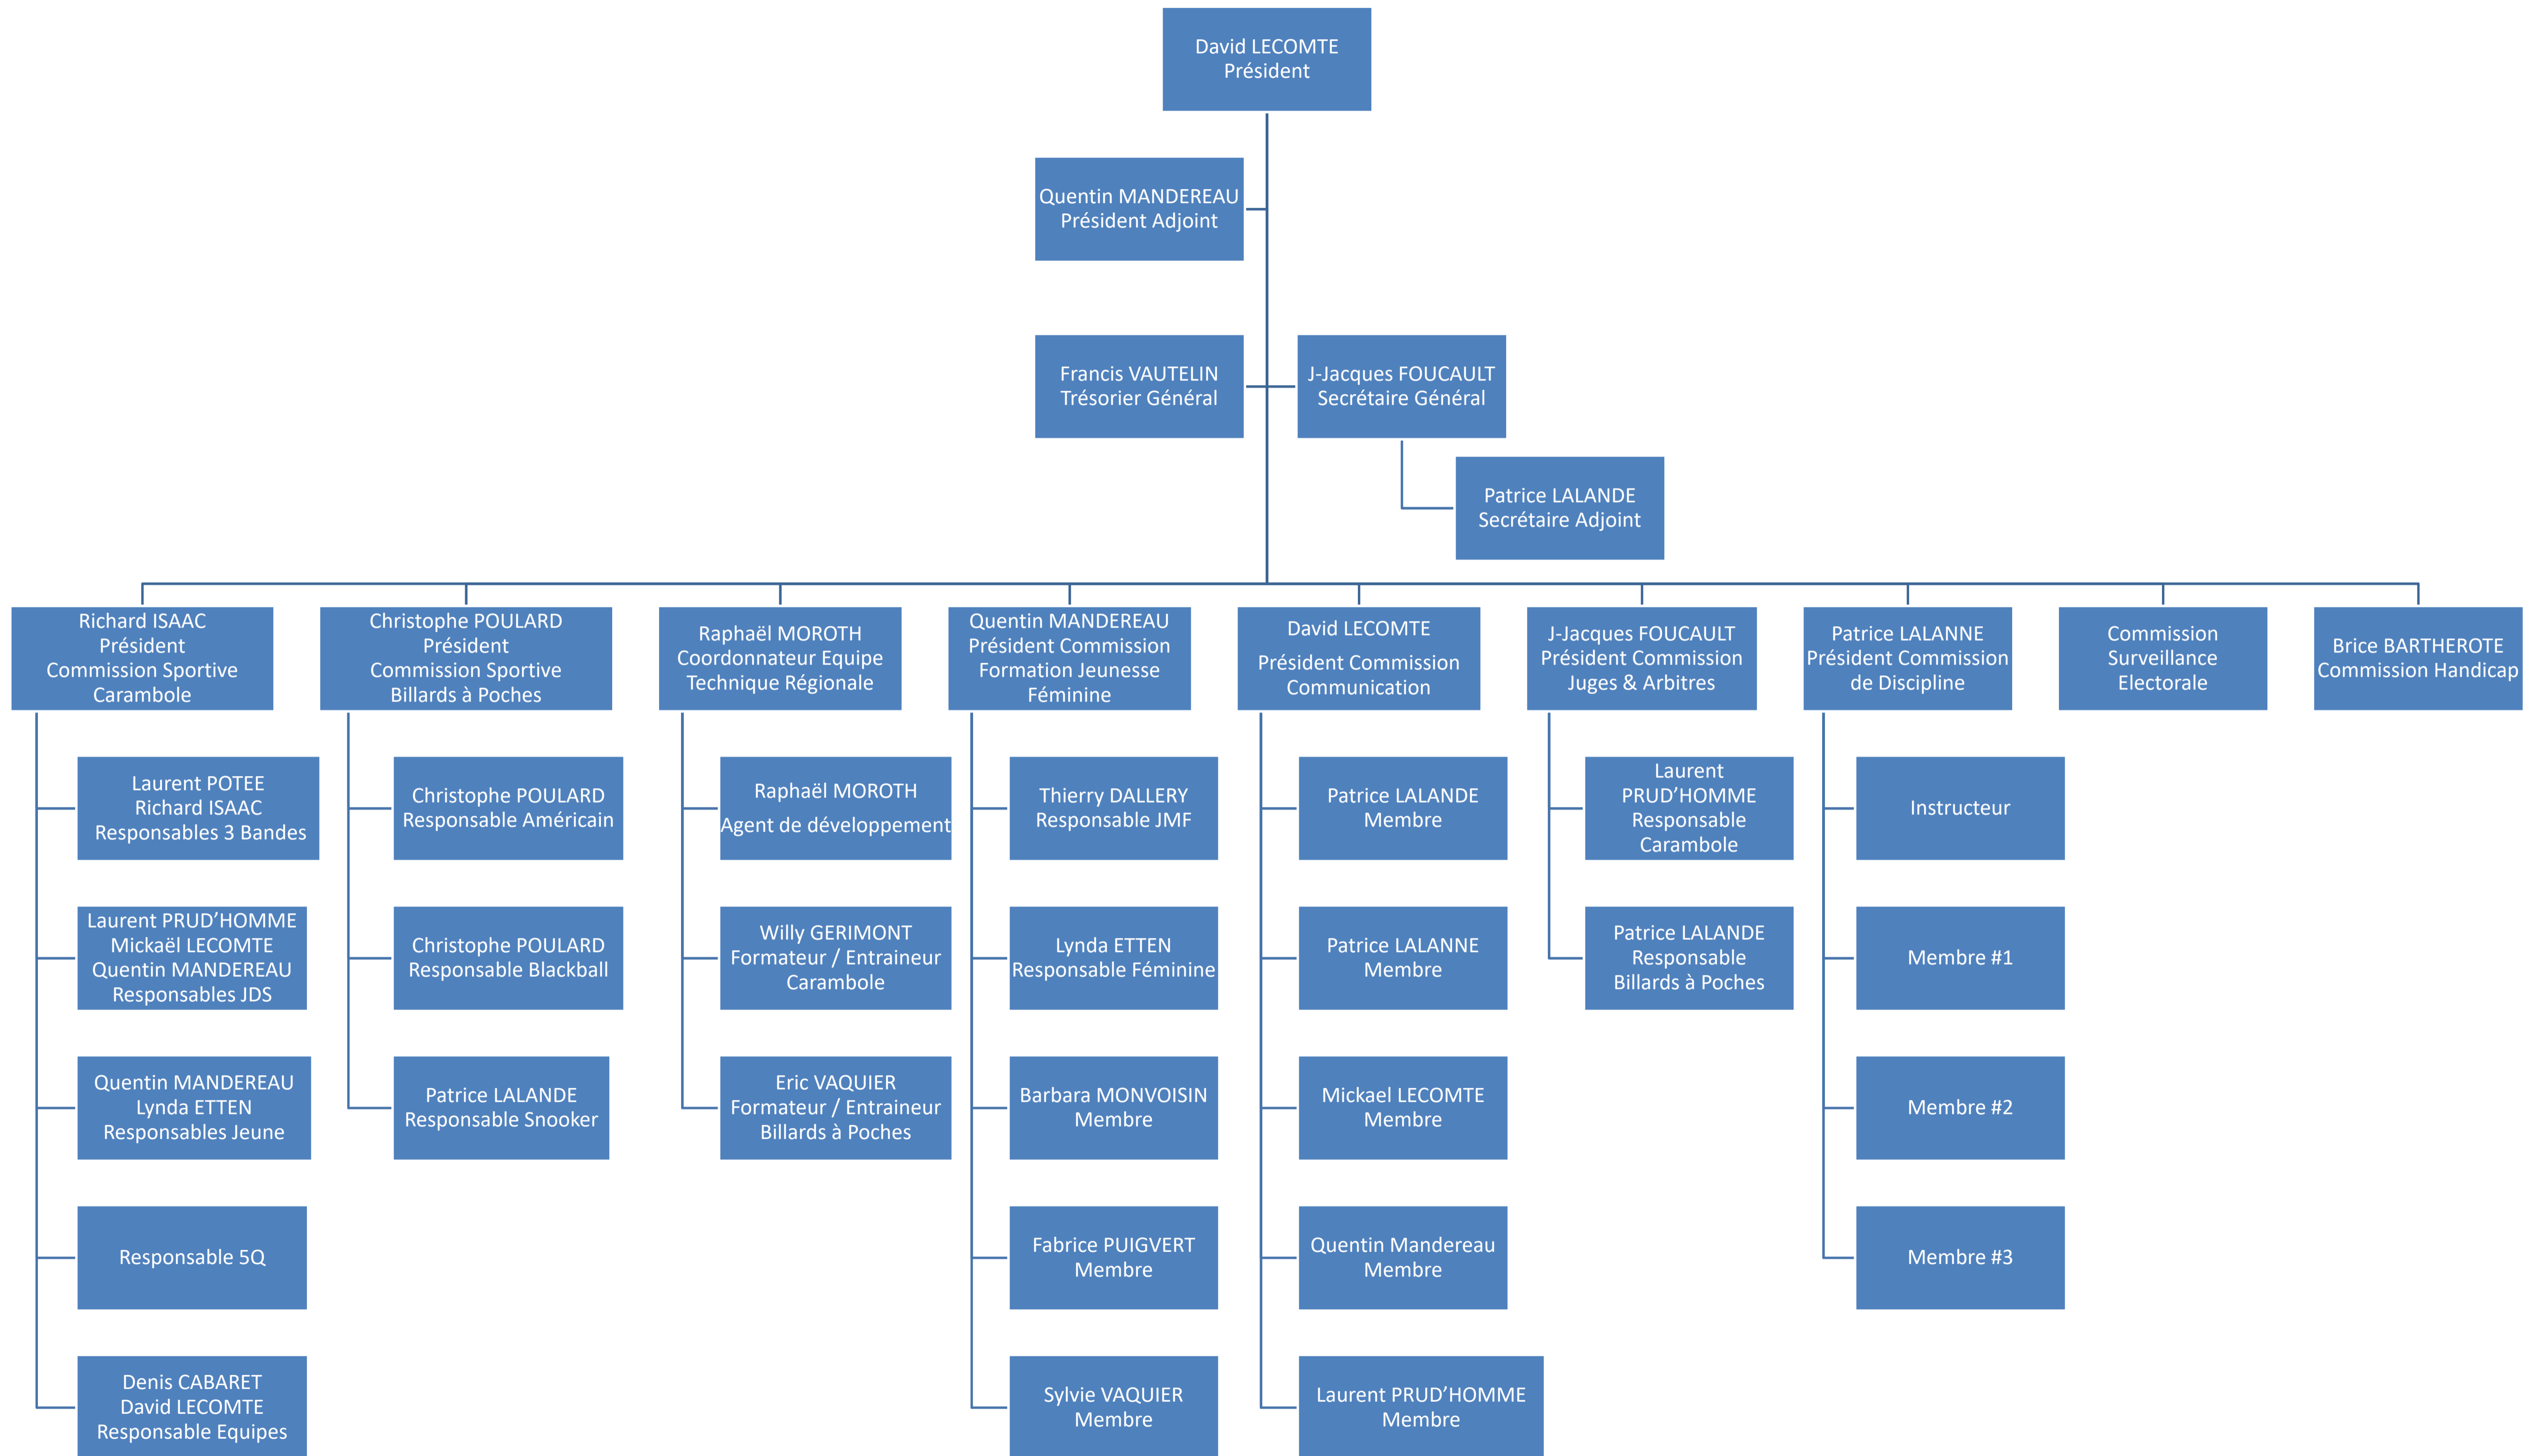 David LECOMTE
Président
Quentin MANDEREAU
Président Adjoint
Francis VAUTELIN
Trésorier Général
J-Jacques FOUCAULT
Secrétaire Général
Patrice LALANDE
Secrétaire Adjoint
Richard ISAAC
Président
Commission Sportive
Carambole
Laurent POTEE
Richard ISAAC
Responsables 3 Bandes
Laurent PRUD’HOMME
Mickaël LECOMTE
Quentin MANDEREAU
Responsables JDS
Quentin MANDEREAU
Lynda ETTEN
Responsables Jeune
Responsable 5Q
Denis CABARET
David LECOMTE
Responsable Equipes
Christophe POULARD
Président
Commission Sportive
Billards à Poches
Christophe POULARD
Responsable Américain
Christophe POULARD
Responsable Blackball
Patrice LALANDE
Responsable Snooker
Raphaël MOROTH
Coordonnateur Equipe
Technique Régionale
Raphaël MOROTH
Agent de développement
Willy GERIMONT
Formateur / Entraineur
Carambole
Eric VAQUIER
Formateur / Entraineur
Billards à Poches
Quentin MANDEREAU
Président Commission
Formation Jeunesse
Féminine
Thierry DALLERY
Responsable JMF
Lynda ETTEN
Responsable Féminine
Barbara MONVOISIN
Membre
Fabrice PUIGVERT
Membre
Sylvie VAQUIER
Membre
David LECOMTE
Président Commission
Communication
Patrice LALANDE
Membre
Patrice LALANNE
Membre
Mickael LECOMTE
Membre
Quentin Mandereau
Membre
Laurent PRUD’HOMME
Membre
J-Jacques FOUCAULT
Président Commission
Juges & Arbitres
Laurent
PRUD’HOMME
Responsable
Carambole
Patrice LALANDE
Responsable
Billards à Poches
Patrice LALANNE
Président Commission
de Discipline
Instructeur
Membre #1
Membre #2
Membre #3
Commission
Surveillance
Electorale
Brice BARTHEROTE
Commission Handicap